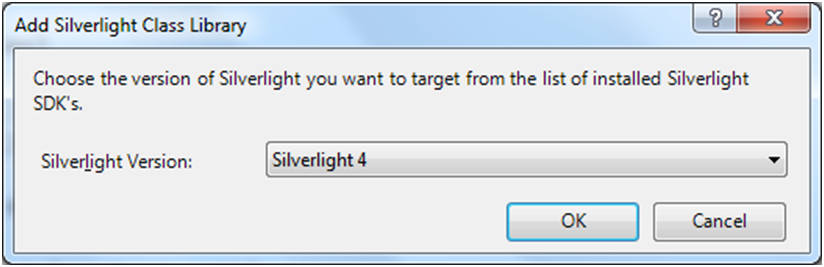 Add Silverlight Class Library
Choose the version of Silverlight you want to target from the list of installed Silverlight
SDK's.
Silverlight Version:
Silverlight 4
OK
Cancel